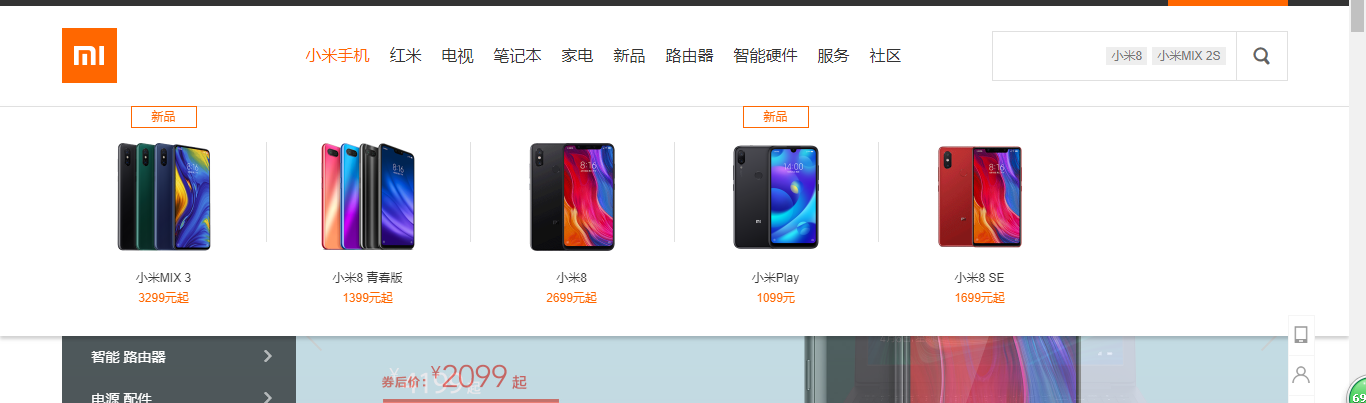 小米手机 红米 电视 笔记本 家电 新品 路由器 智能硬件 服务 社区
小米8 小米MIX 2S
新品 新品
小米MIX 3 小米8 青春版 小米8 小米Play 小米8 SE
3299元起 1399元起 2699元起 1099元 1699元起
智能 路由器
券后价：¥2099 起
电源 配件